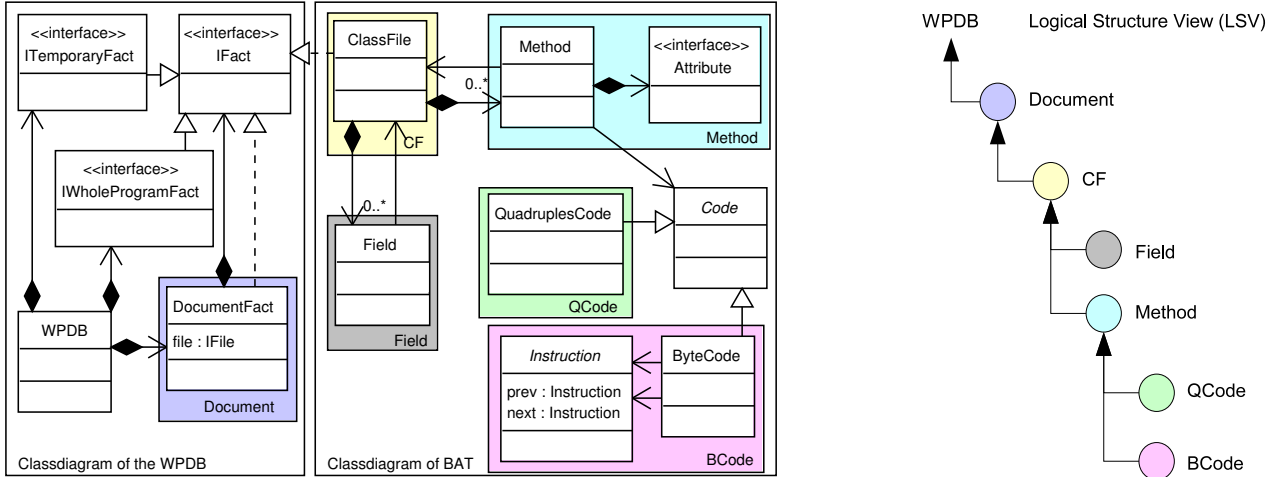 <<interface>>
ITemporaryFact
<<interface>>
IFact
<<interface>>
IWholeProgramFact
WPDB
DocumentFact
file : IFile
Document
Classdiagram of the WPDB
ClassFile
CF
0..*
Method
<<interface>>
Attribute
Method
0..*
Field
Field
QuadruplesCode
QCode
Code
Instruction
prev : Instruction
next : Instruction
ByteCode
BCode
Classdiagram of BAT
WPDB
Logical Structure View (LSV)
Document
CF
Field
Method
QCode
BCode